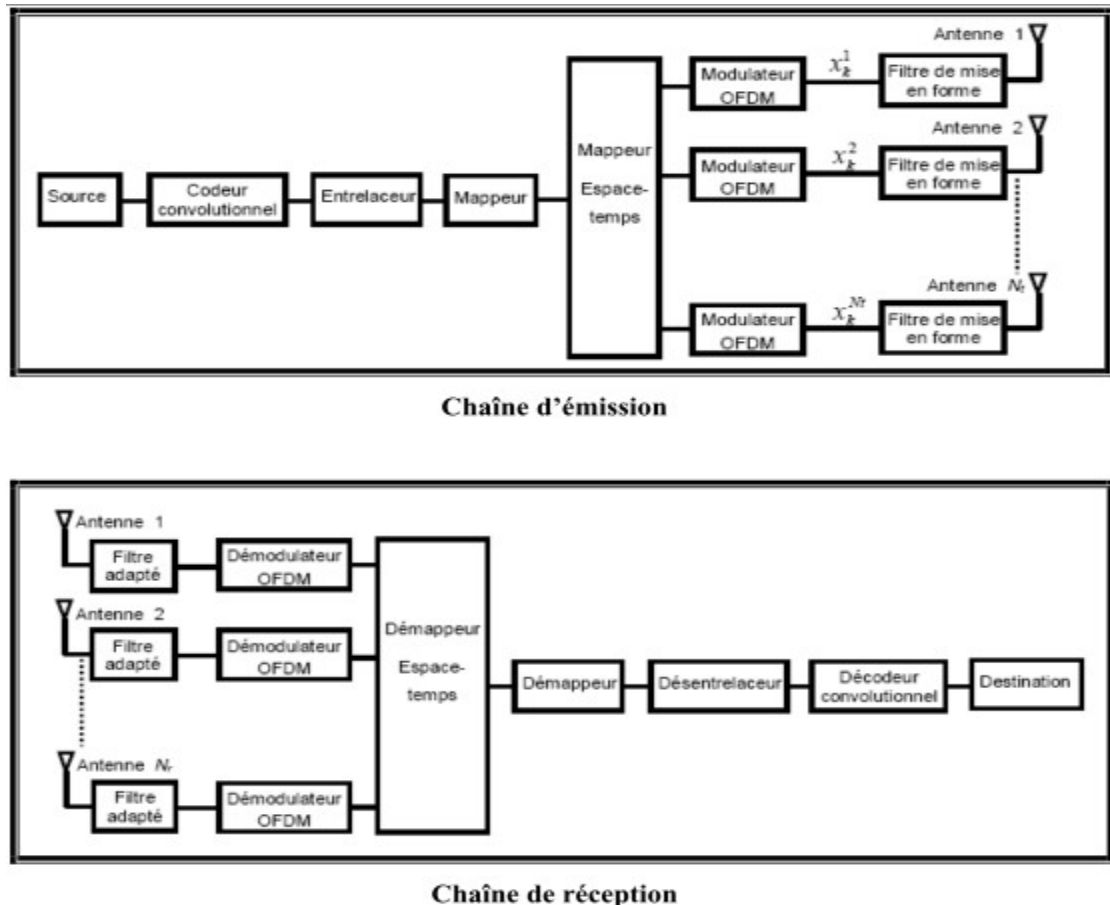 Antenne 1
Modulateur
OFDM
x_k^1
Filtre de mise
en forme
Antenne 2
Modulateur
OFDM
x_k^2
Filtre de mise
en forme
Source
Codeur
convolutionnel
Entrelaceur
Mappeur
Mappeur
Espace-
temps
Antenne Nt
Modulateur
OFDM
x_k^Nt
Filtre de mise
en forme
Chaîne d'émission
Antenne 1
Filtre
adapté
Démodulateur
OFDM
Antenne 2
Filtre
adapté
Démodulateur
OFDM
Démappeur
Espace-
temps
Démappeur
Désentrelaceur
Décodeur
convolutionnel
Destination
Antenne Nr
Filtre
adapté
Démodulateur
OFDM
Chaîne de réception